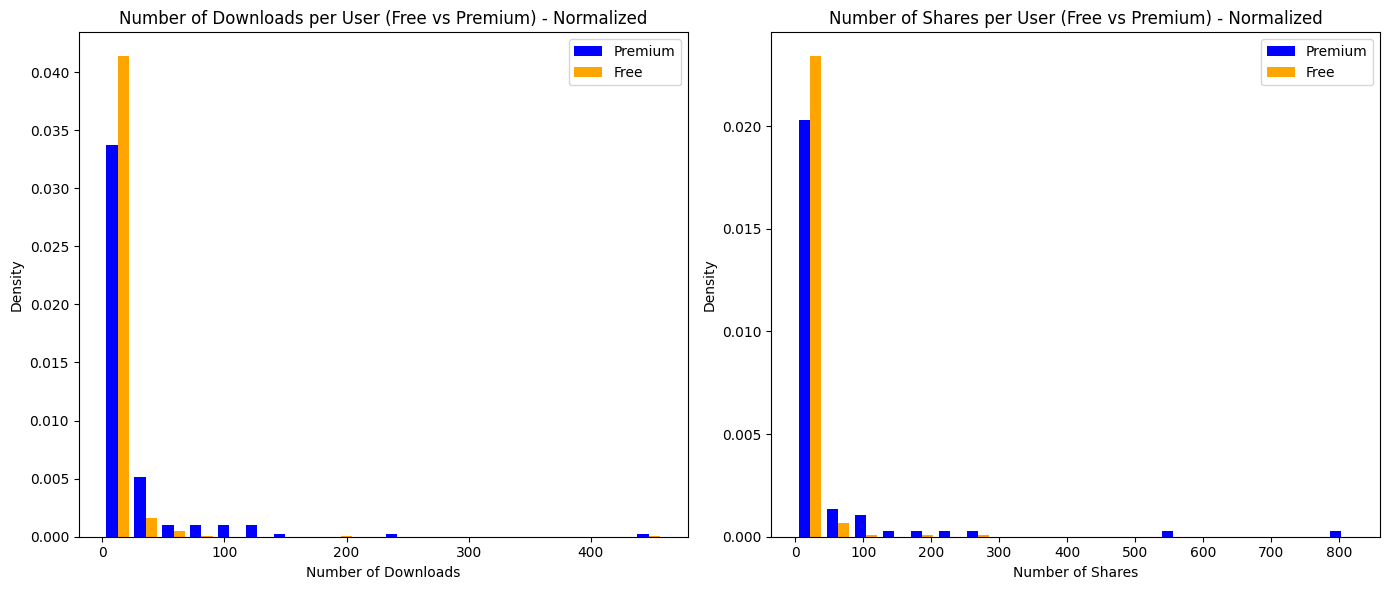 Number of Downloads per User (Free vs Premium) - Normalized
Premium
Free
0.040
0.035
0.030
0.025
0.020
0.015
0.010
0.005
0.000
Density
0 100 200 300 400
Number of Downloads
Number of Shares per User (Free vs Premium) - Normalized
Premium
Free
0.020
0.015
0.010
0.005
0.000
Density
0 100 200 300 400 500 600 700 800
Number of Shares